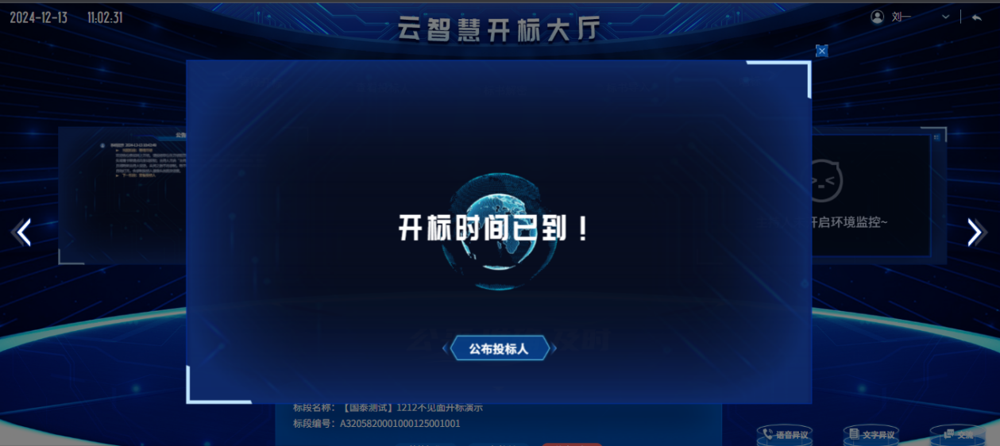 2024-12-13 11:02:31
云智慧开标大厅
刘一
开标时间已到！
开启环境监控~
公布投标人
标段名称：【国泰测试】1212不见面开标演示
标段编号：A3205820001000125001001
语音异议
文字异议
交流